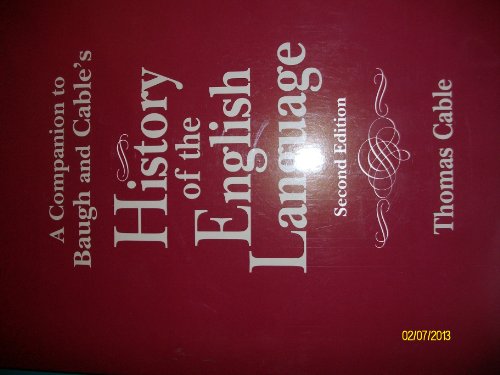 A Companion to
Baugh and Cable's
History
of the
English
Language
Second Edition
Thomas Cable
02/07/2013